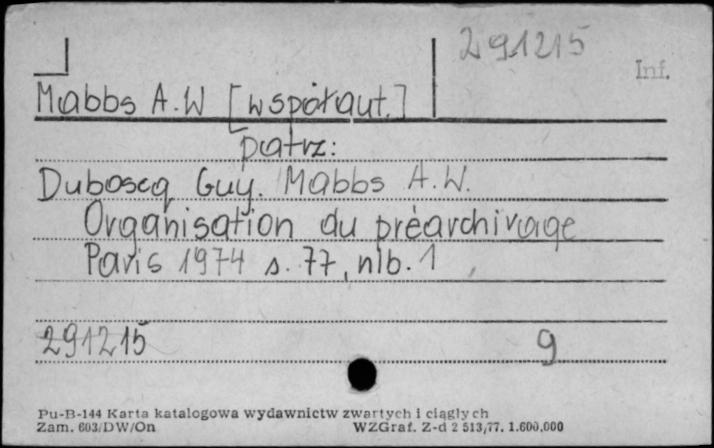 291215
Inf.
Mabbs A.W [współaut.]
patrz:
Duboscq Guy. Mabbs A.W.
Organisation du préarchivage
Paris 1974 s. 77, nlb. 1
291215 9
Pu-B-144 Karta katalogowa wydawnictw zwartych i ciągłych
Zam. 603/DW/On WZGraf. Z-d 2 513/77. 1.600.000